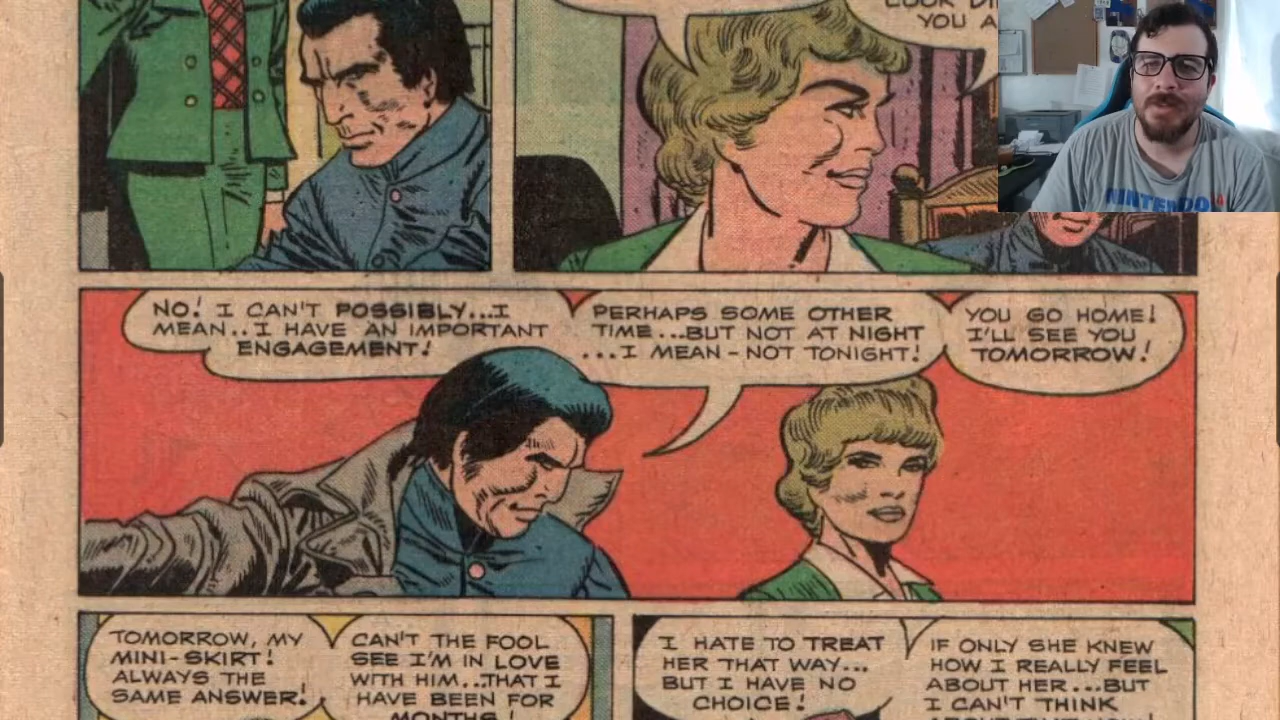 LOOK
YOU A
NINTENDO
NO! I CAN'T POSSIBLY...I
MEAN..I HAVE AN IMPORTANT
ENGAGEMENT!
PERHAPS SOME OTHER
TIME...BUT NOT AT NIGHT
...I MEAN-NOT TONIGHT!
YOU GO HOME!
I'LL SEE YOU
TOMORROW!
TOMORROW, MY
MINI-SKIRT!
ALWAYS THE
SAME ANSWER!
CAN'T THE FOOL
SEE I'M IN LOVE
WITH HIM..THAT I
HAVE BEEN FOR
MONTHS!
I HATE TO TREAT
HER THAT WAY...
BUT I HAVE NO
CHOICE!
IF ONLY SHE KNEW
HOW I REALLY FEEL
ABOUT HER...BUT
I CAN'T THINK